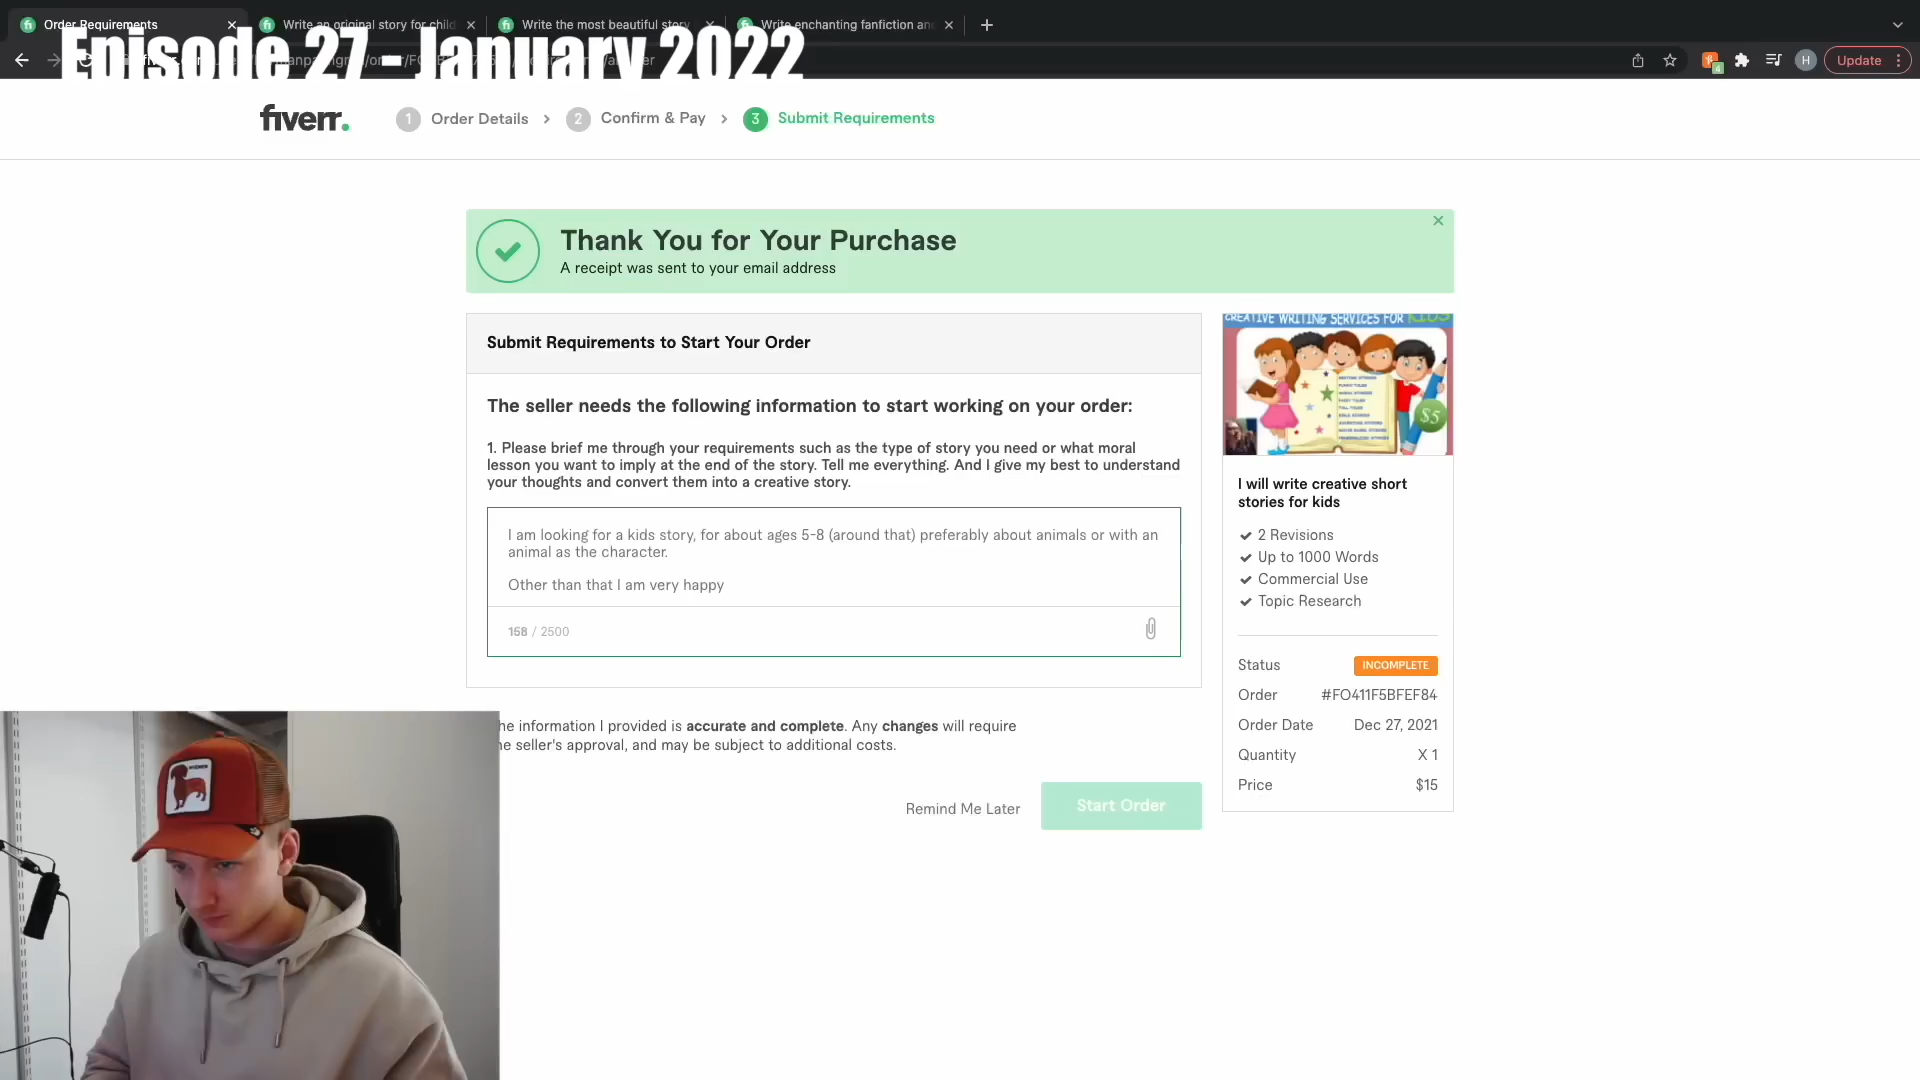 Order Requirements
Write an original story for child
Write the most beautiful story
Write enchanting fanfiction an
Episode 27 - January 2022
H
Update
fiverr.
1 Order Details
2 Confirm & Pay
3 Submit Requirements
Thank You for Your Purchase
A receipt was sent to your email address
Submit Requirements to Start Your Order
The seller needs the following information to start working on your order:
1. Please brief me through your requirements such as the type of story you need or what moral
lesson you want to imply at the end of the story. Tell me everything. And I give my best to understand
your thoughts and convert them into a creative story.
I am looking for a kids story, for about ages 5-8 (around that) preferably about animals or with an
animal as the character.
Other than that I am very happy
158 / 2500
he information I provided is accurate and complete. Any changes will require
he seller's approval, and may be subject to additional costs.
Remind Me Later
Start Order
CREATIVE WRITING SERVICES FOR KIDS
$5
I will write creative short
stories for kids
2 Revisions
Up to 1000 Words
Commercial Use
Topic Research
Status INCOMPLETE
Order #FO411F5BFEF84
Order Date Dec 27, 2021
Quantity X 1
Price $15